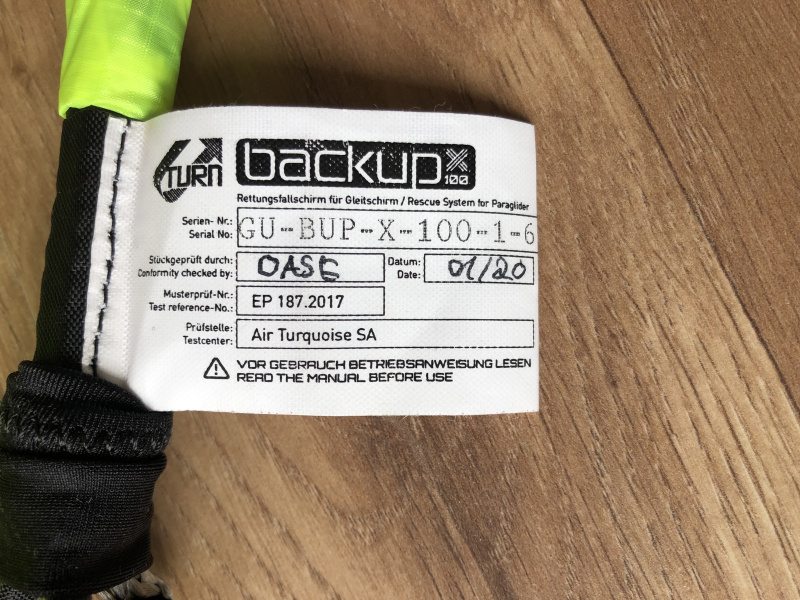 TURN
backup X 100
Rettungsfallschirm für Gleitschirm / Rescue System for Paraglider
Serien- Nr.:
Serial No:
GU-BUP-X-100-1-6
Stückgeprüft durch:
Conformity checked by:
OASE
Datum:
Date:
01/20
Musterprüf-Nr.:
Test reference-No.:
EP 187.2017
Prüfstelle:
Testcenter:
Air Turquoise SA
VOR GEBRAUCH BETRIEBSANWEISUNG LESEN
READ THE MANUAL BEFORE USE